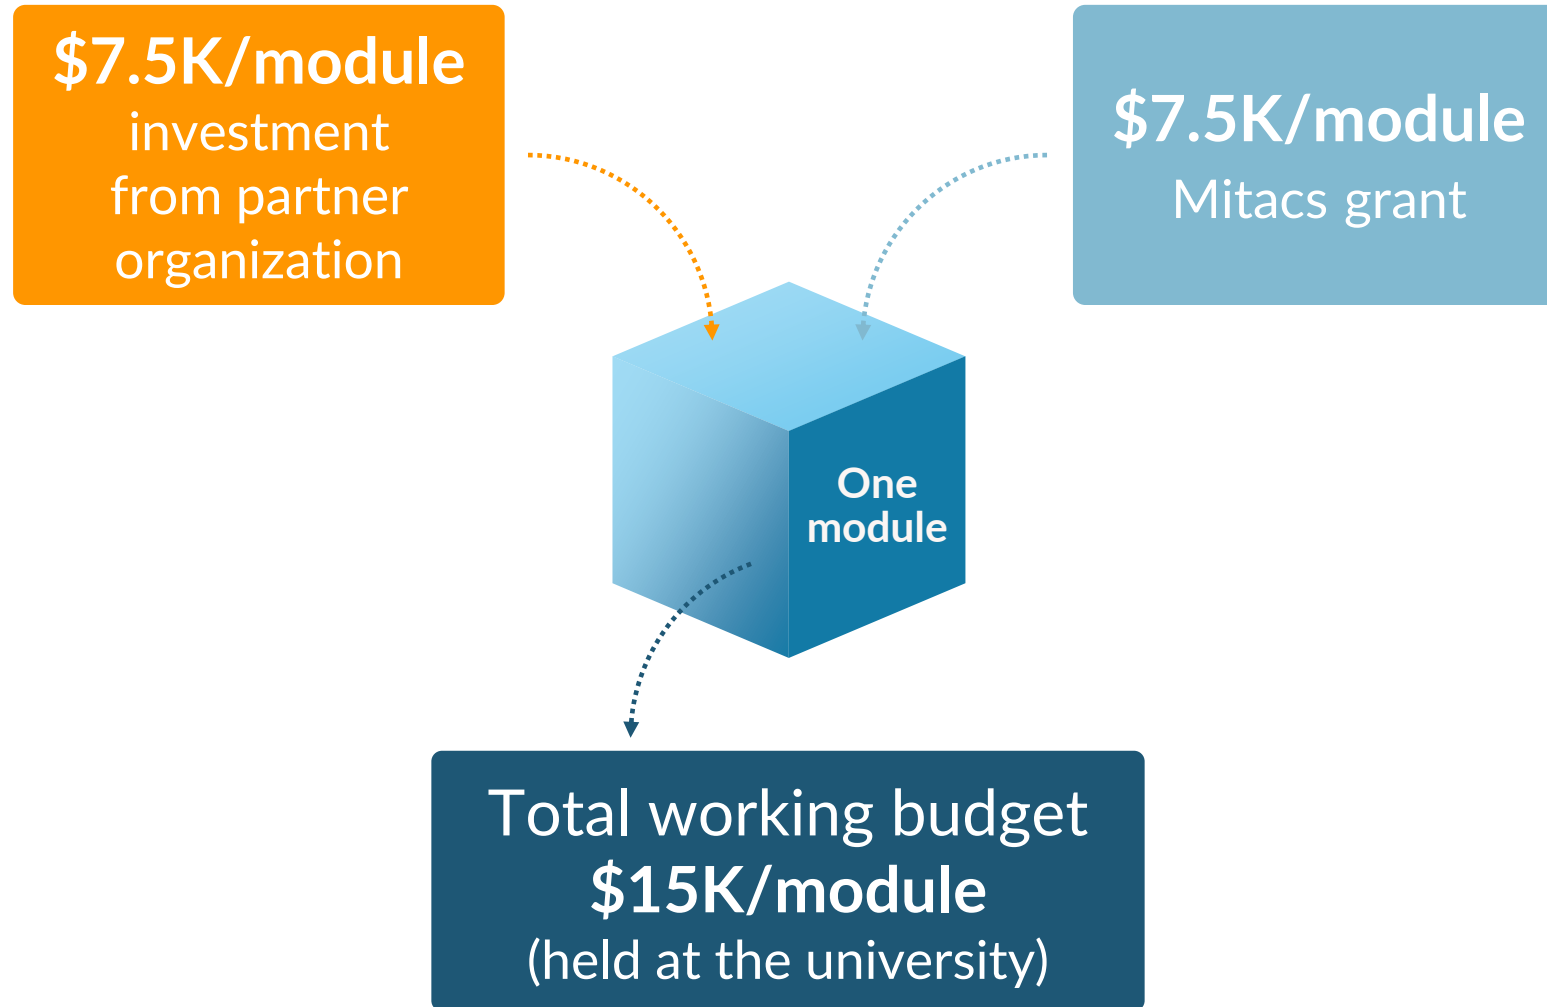 $7.5K/module
investment
from partner
organization
$7.5K/module
Mitacs grant
One
module
Total working budget
$15K/module
(held at the university)